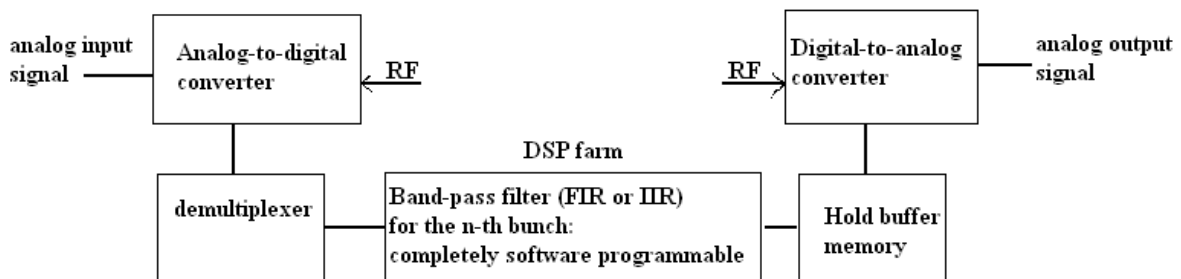 analog input
signal
Analog-to-digital
converter
RF
RF
Digital-to-analog
converter
analog output
signal
DSP farm
demultiplexer
Band-pass filter (FIR or IIR)
for the n-th bunch:
completely software programmable
Hold buffer
memory